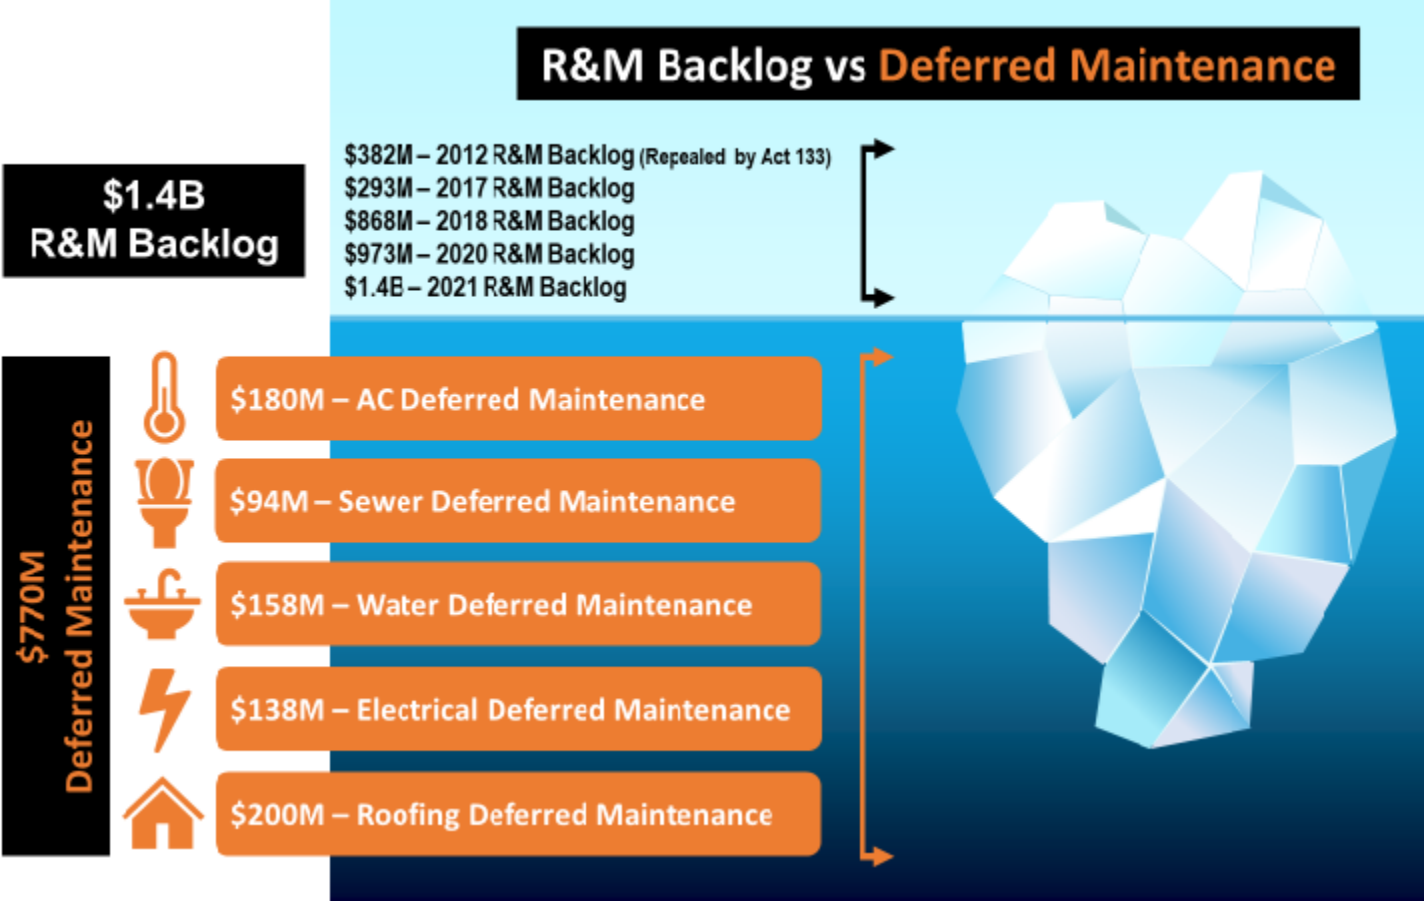 R&M Backlog vs Deferred Maintenance
$1.4B
R&M Backlog
$382M – 2012 R&M Backlog (Repealed by Act 133)
$293M – 2017 R&M Backlog
$868M – 2018 R&M Backlog
$973M – 2020 R&M Backlog
$1.4B – 2021 R&M Backlog
$770M
Deferred Maintenance
$180M – AC Deferred Maintenance
$94M – Sewer Deferred Maintenance
$158M – Water Deferred Maintenance
$138M – Electrical Deferred Maintenance
$200M – Roofing Deferred Maintenance